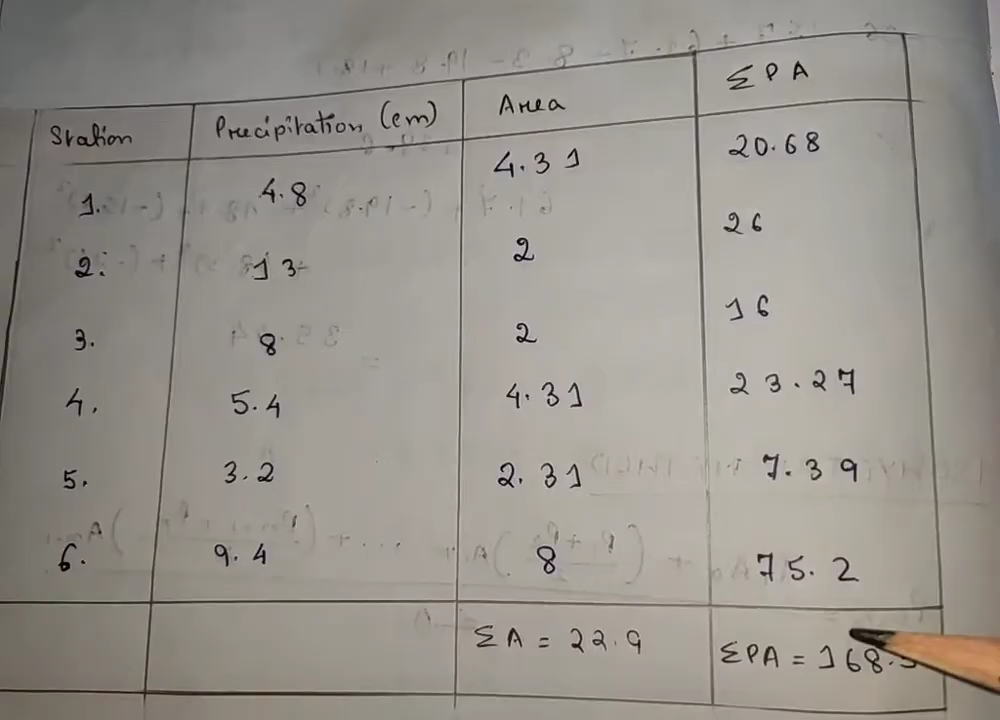 Station Precipitation (cm) Area ΣPA
1. 4.8 4.31 20.68
2. 13 2 26
3. 8 2 16
4. 5.4 4.31 23.27
5. 3.2 2.31 7.39
6. 9.4 8 75.2
ΣA = 22.9 ΣPA = 168.5